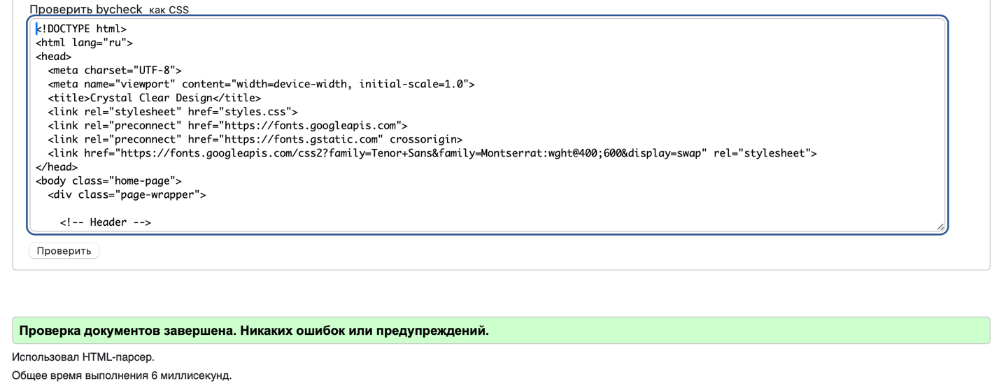 Проверить bycheck как CSS
<!DOCTYPE html>
<html lang="ru">
<head>
<meta charset="UTF-8">
<meta name="viewport" content="width=device-width, initial-scale=1.0">
<title>Crystal Clear Design</title>
<link rel="stylesheet" href="styles.css">
<link rel="preconnect" href="https://fonts.googleapis.com">
<link rel="preconnect" href="https://fonts.gstatic.com" crossorigin>
<link href="https://fonts.googleapis.com/css2?family=Tenor+Sans&family=Montserrat:wght@400;600&display=swap" rel="stylesheet">
</head>
<body class="home-page">
<div class="page-wrapper">
<!-- Header -->
Проверить
Проверка документов завершена. Никаких ошибок или предупреждений.
Использовал HTML-парсер.
Общее время выполнения 6 миллисекунд.